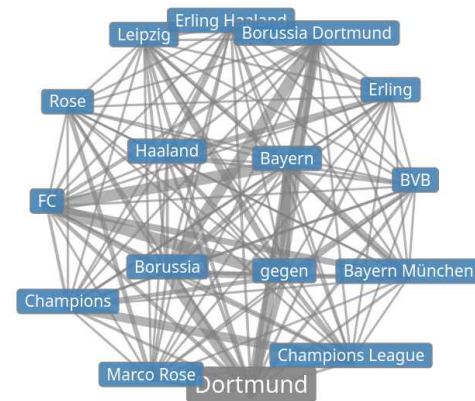 Erling Haaland
Leipzig
Borussia Dortmund
Erling
Rose
Haaland
Bayern
BVB
FC
Borussia
gegen
Bayern München
Champions
Champions League
Marco Rose
Dortmund